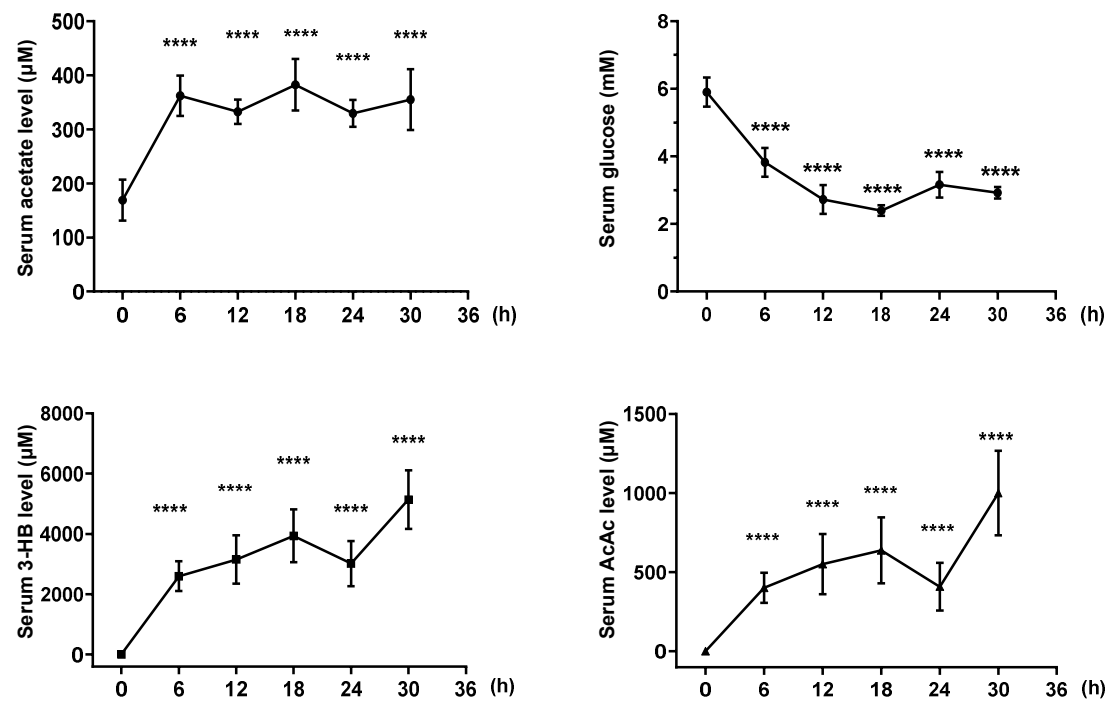 Serum acetate level (µM)
500
400
300
200
100
0
**** **** **** **** ****
0 6 12 18 24 30 36 (h)
Serum glucose (mM)
8
6
4
2
0
**** **** **** **** ****
0 6 12 18 24 30 36 (h)
Serum 3-HB level (µM)
8000
6000
4000
2000
0
**** **** **** **** ****
0 6 12 18 24 30 36 (h)
Serum AcAc level (µM)
1500
1000
500
0
**** **** **** **** ****
0 6 12 18 24 30 36 (h)